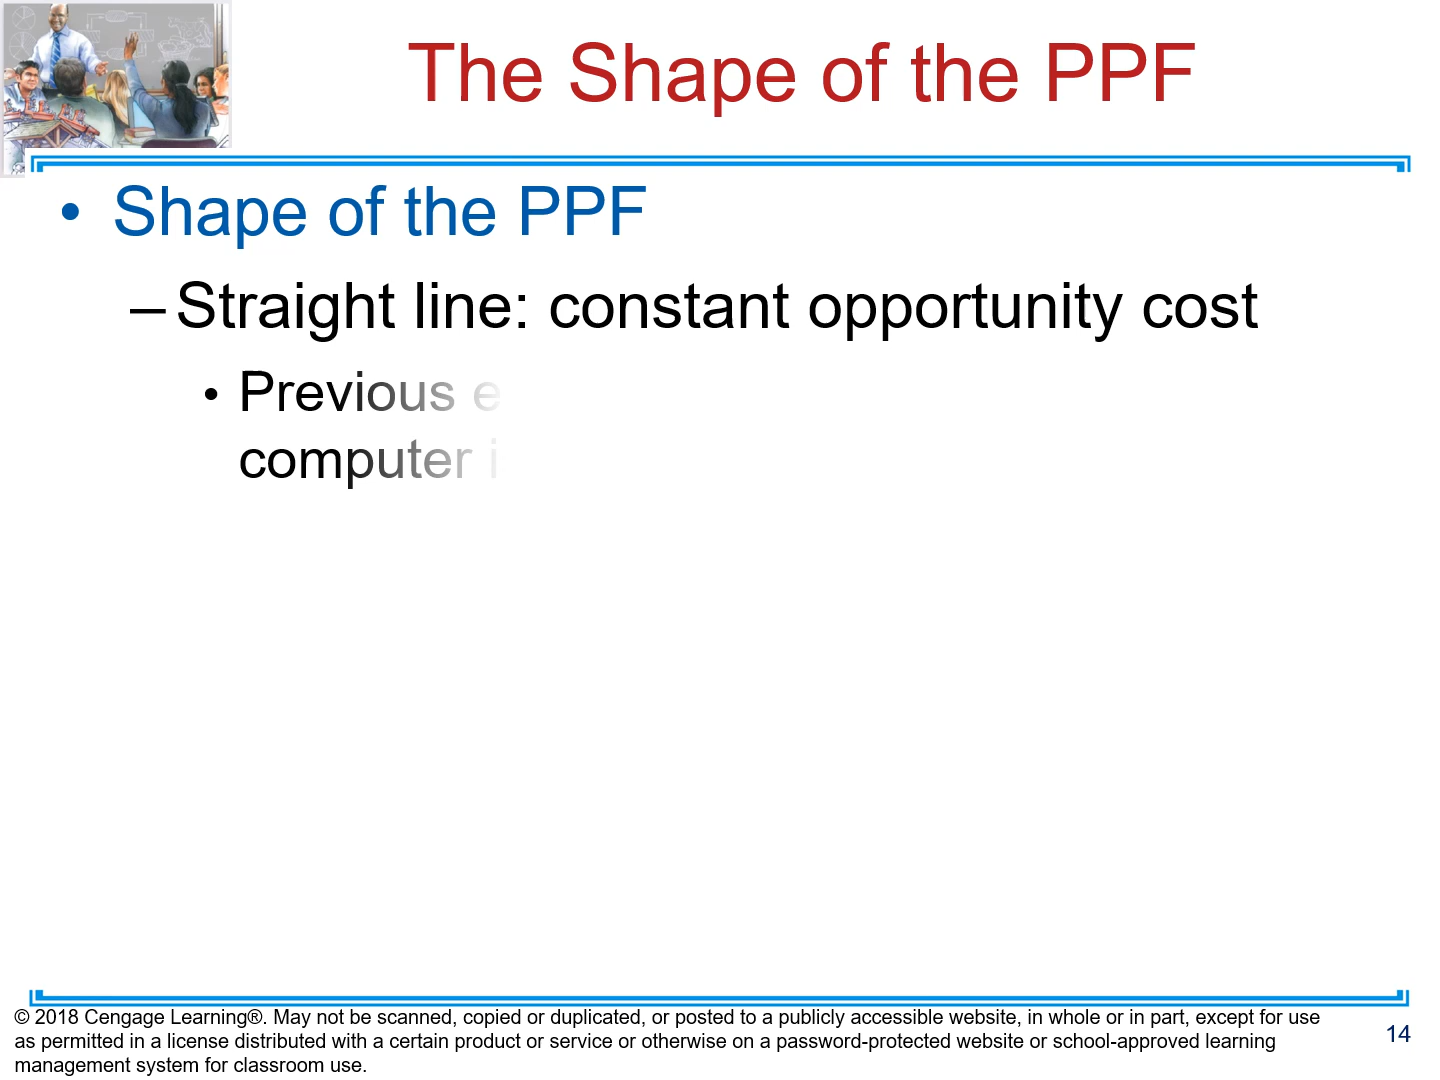 The Shape of the PPF
• Shape of the PPF
– Straight line: constant opportunity cost
• Previous e
computer i
© 2018 Cengage Learning®. May not be scanned, copied or duplicated, or posted to a publicly accessible website, in whole or in part, except for use
as permitted in a license distributed with a certain product or service or otherwise on a password-protected website or school-approved learning
management system for classroom use.
14